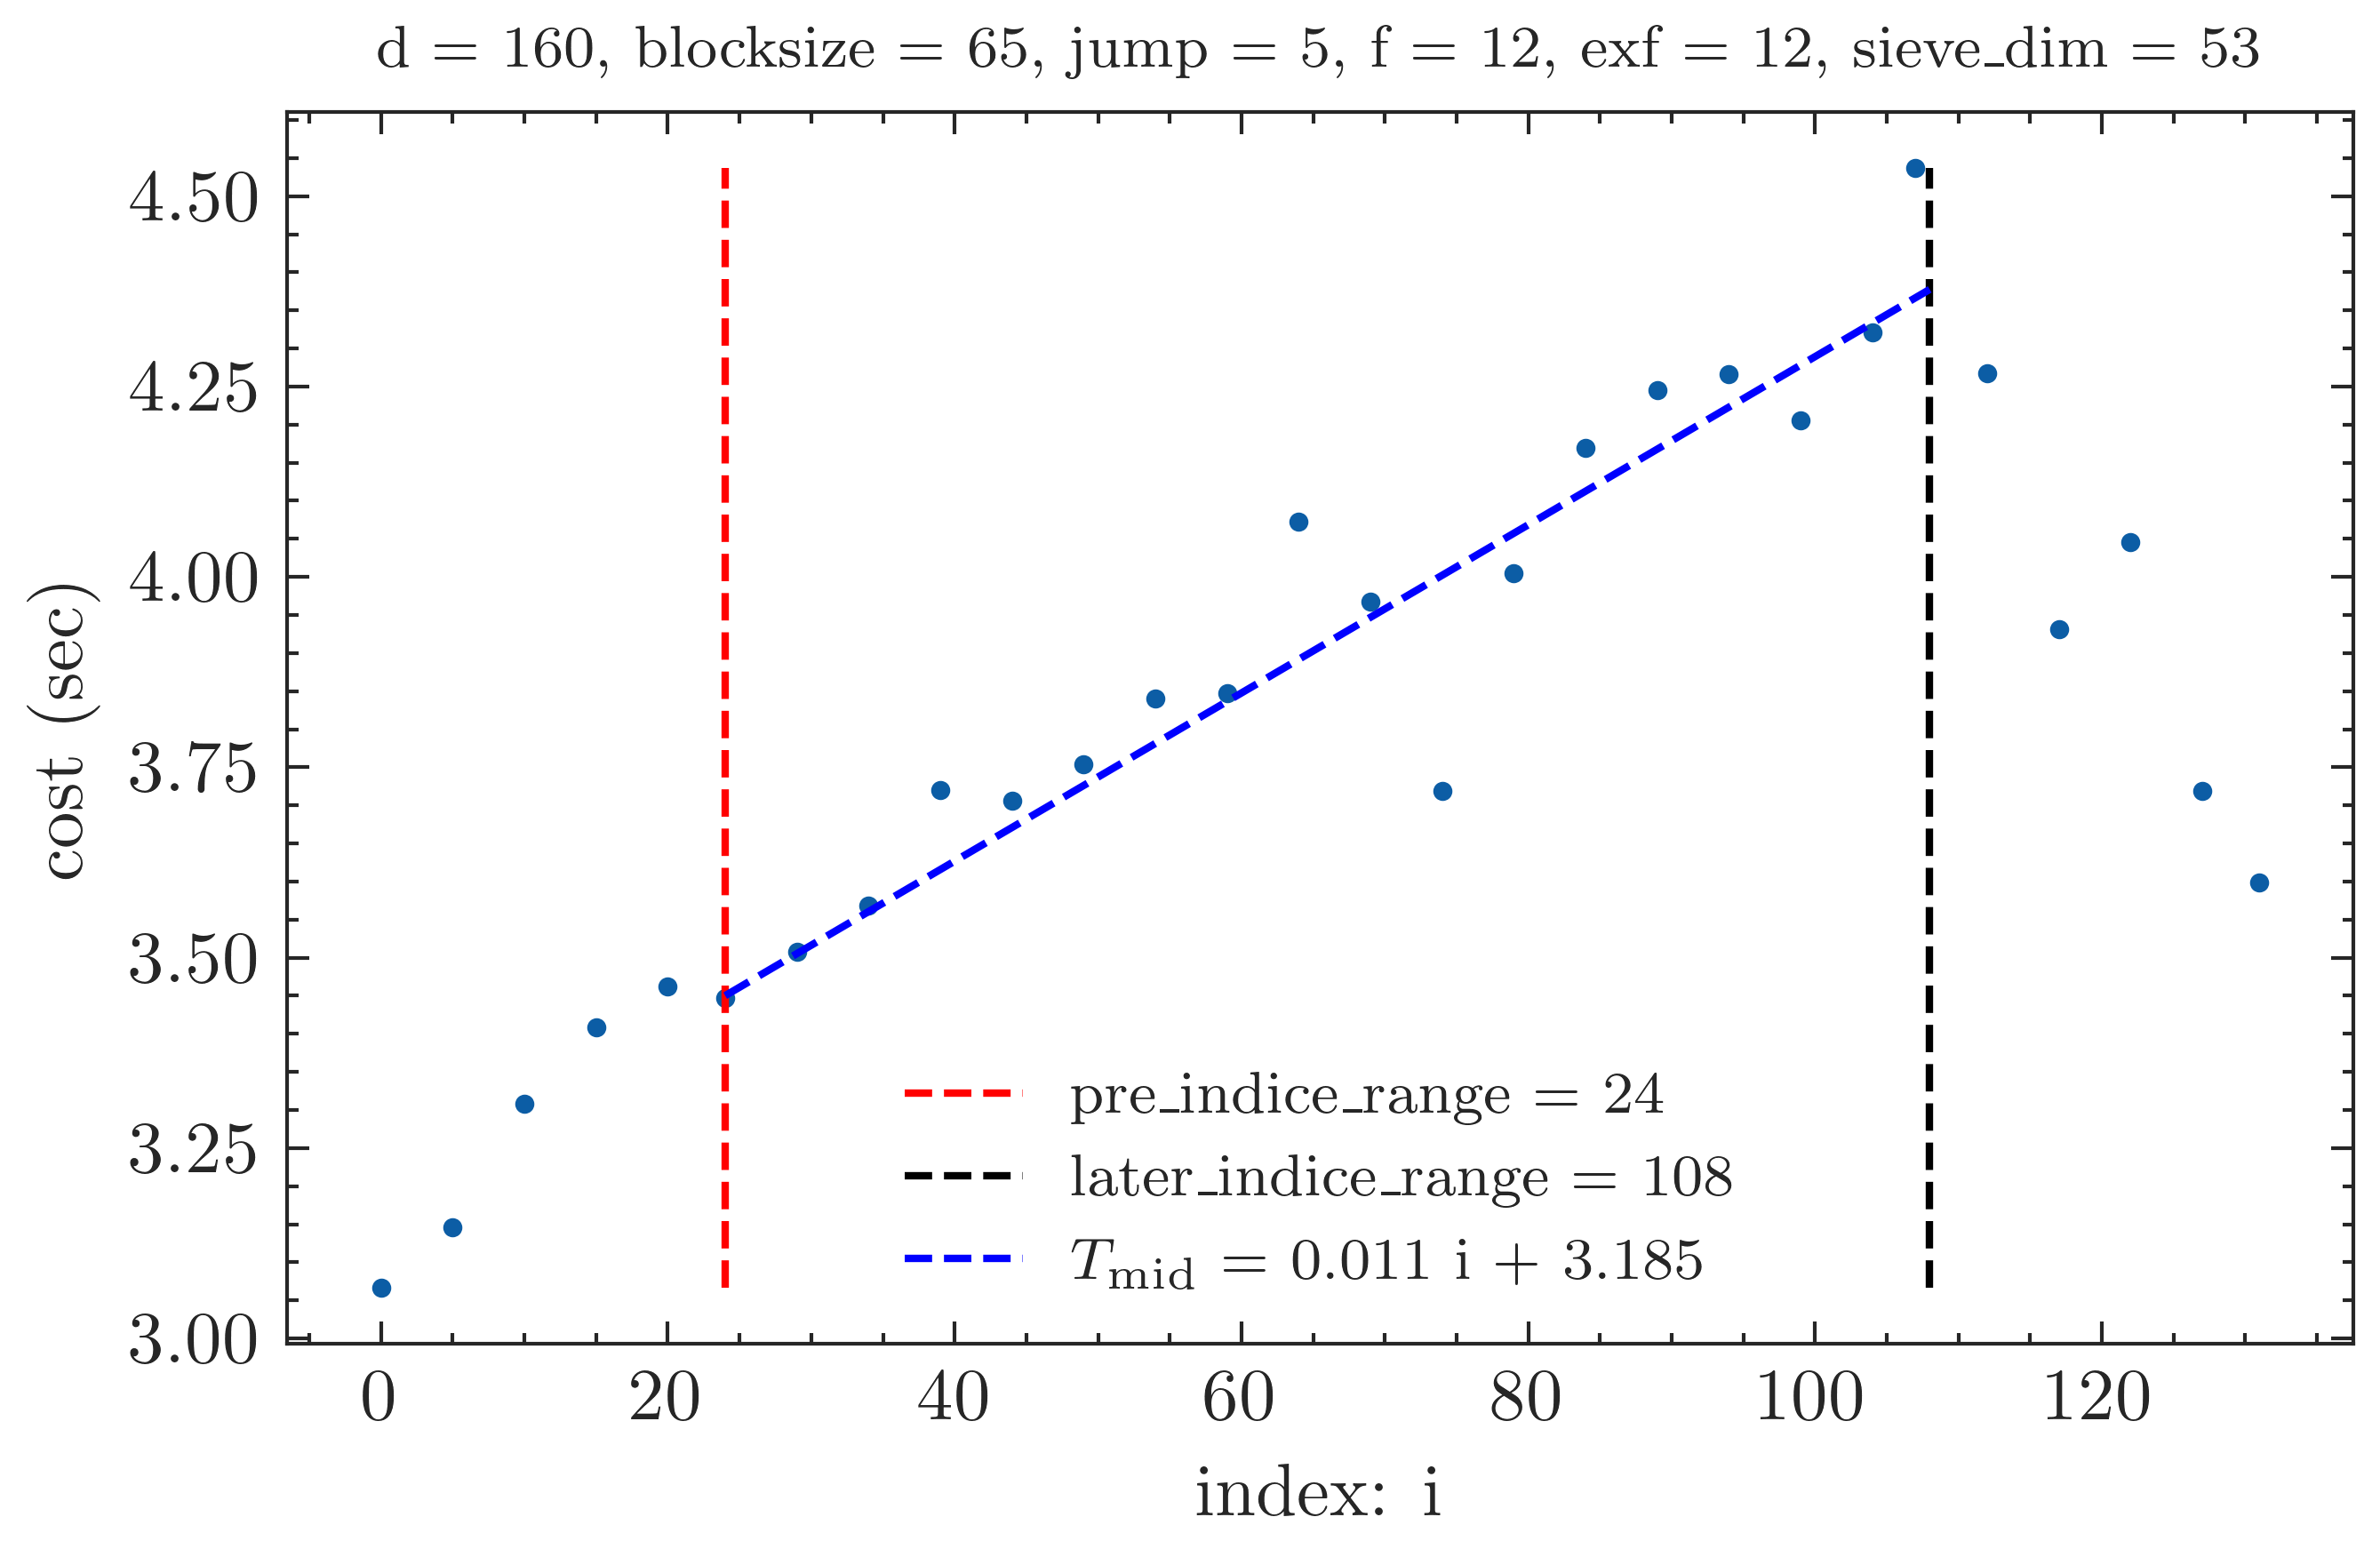 d = 160, blocksize = 65, jump = 5, f = 12, exf = 12, sieve_dim = 53
4.50
4.25
4.00
3.75
3.50
3.25
3.00
cost (sec)
pre_indice_range = 24
later_indice_range = 108
T_mid = 0.011 i + 3.185
0 20 40 60 80 100 120
index: i